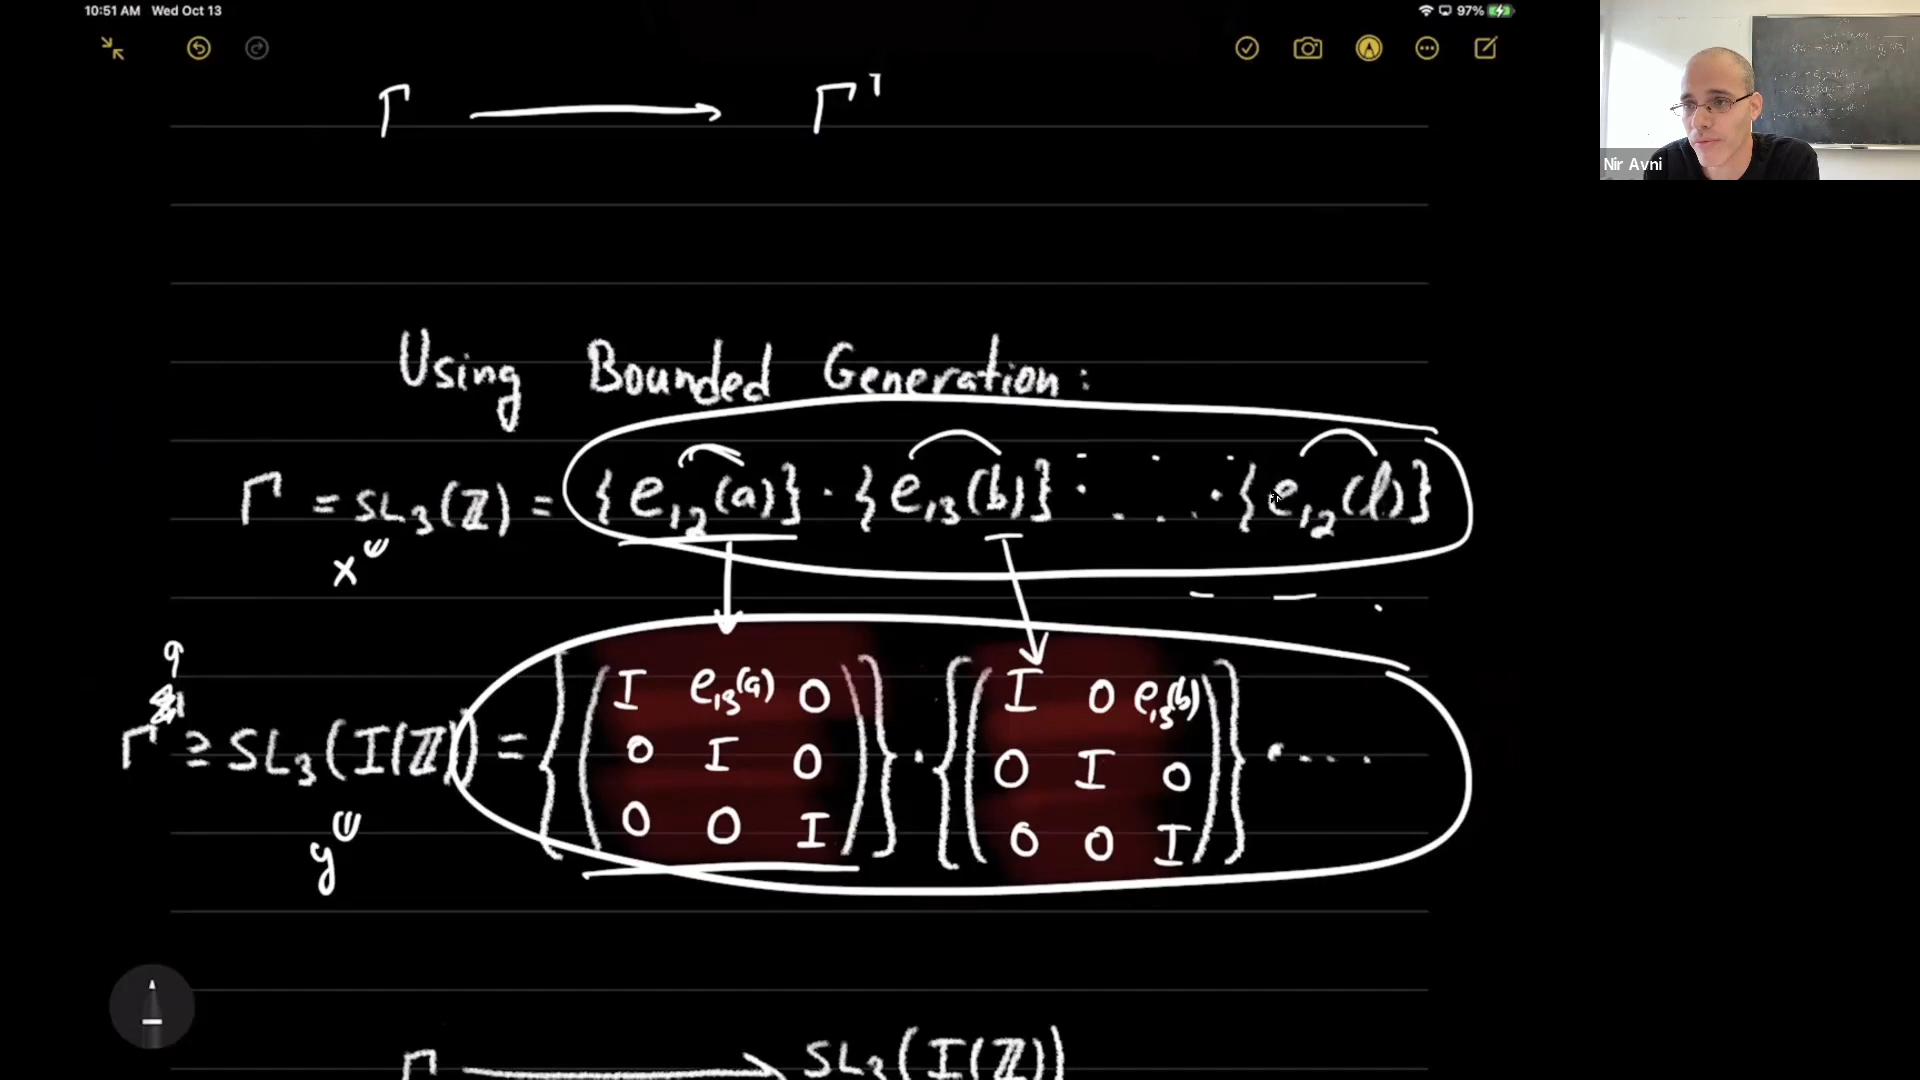 10:51 AM Wed Oct 13
97%
Nir Avni
Γ ⟶ Γ'
Using Bounded Generation:
Γ = SL₃(ℤ) = {e₁₂(a)} · {e₁₃(b)} · . . . · {e₁₂(l)}
x
Γ^q ≥ SL₃(I(ℤ)) = {( I e₁₃(a) 0 )} · {( I 0 e₁₃(b) )} · . . . .
0 I 0 0 I 0
0 0 I 0 0 I
y
Γ ⟶ SL₃(I(ℤ))